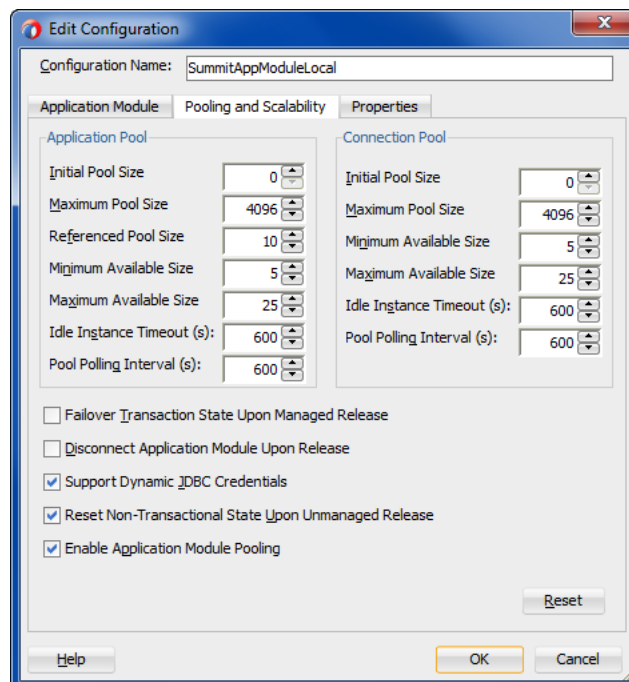 Edit Configuration
Configuration Name: SummitAppModuleLocal
Application Module Pooling and Scalability Properties
Application Pool
Initial Pool Size 0
Maximum Pool Size 4096
Referenced Pool Size 10
Minimum Available Size 5
Maximum Available Size 25
Idle Instance Timeout (s): 600
Pool Polling Interval (s): 600
Connection Pool
Initial Pool Size 0
Maximum Pool Size 4096
Minimum Available Size 5
Maximum Available Size 25
Idle Instance Timeout (s): 600
Pool Polling Interval (s): 600
Failover Transaction State Upon Managed Release
Disconnect Application Module Upon Release
Support Dynamic JDBC Credentials
Reset Non-Transactional State Upon Unmanaged Release
Enable Application Module Pooling
Reset
Help OK Cancel